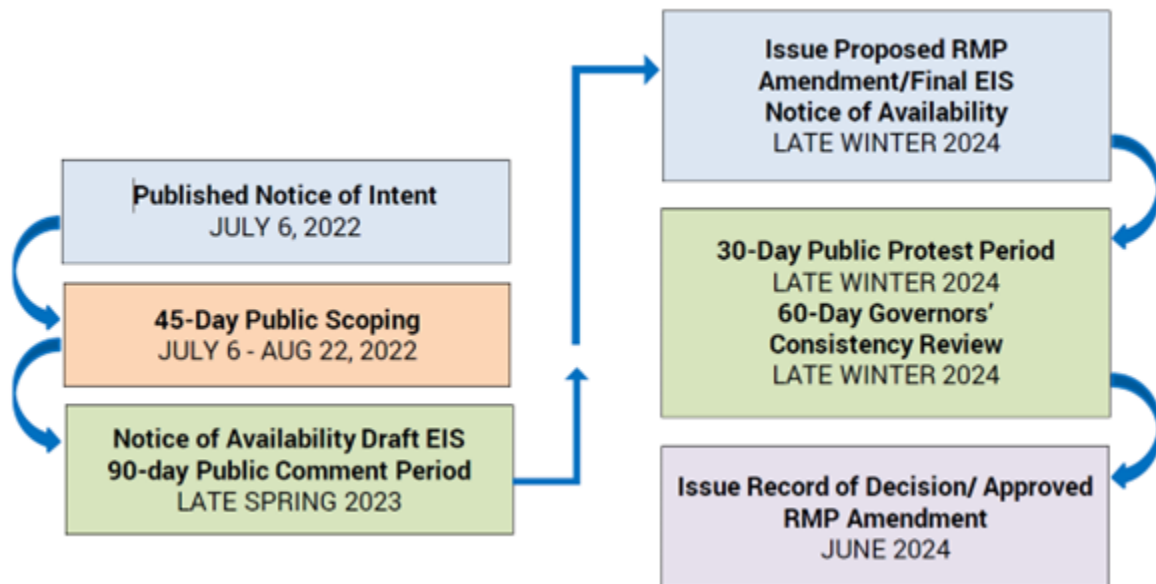 Published Notice of Intent
JULY 6, 2022
45-Day Public Scoping
JULY 6 - AUG 22, 2022
Notice of Availability Draft EIS
90-day Public Comment Period
LATE SPRING 2023
Issue Proposed RMP
Amendment/Final EIS
Notice of Availability
LATE WINTER 2024
30-Day Public Protest Period
LATE WINTER 2024
60-Day Governors’
Consistency Review
LATE WINTER 2024
Issue Record of Decision/ Approved
RMP Amendment
JUNE 2024